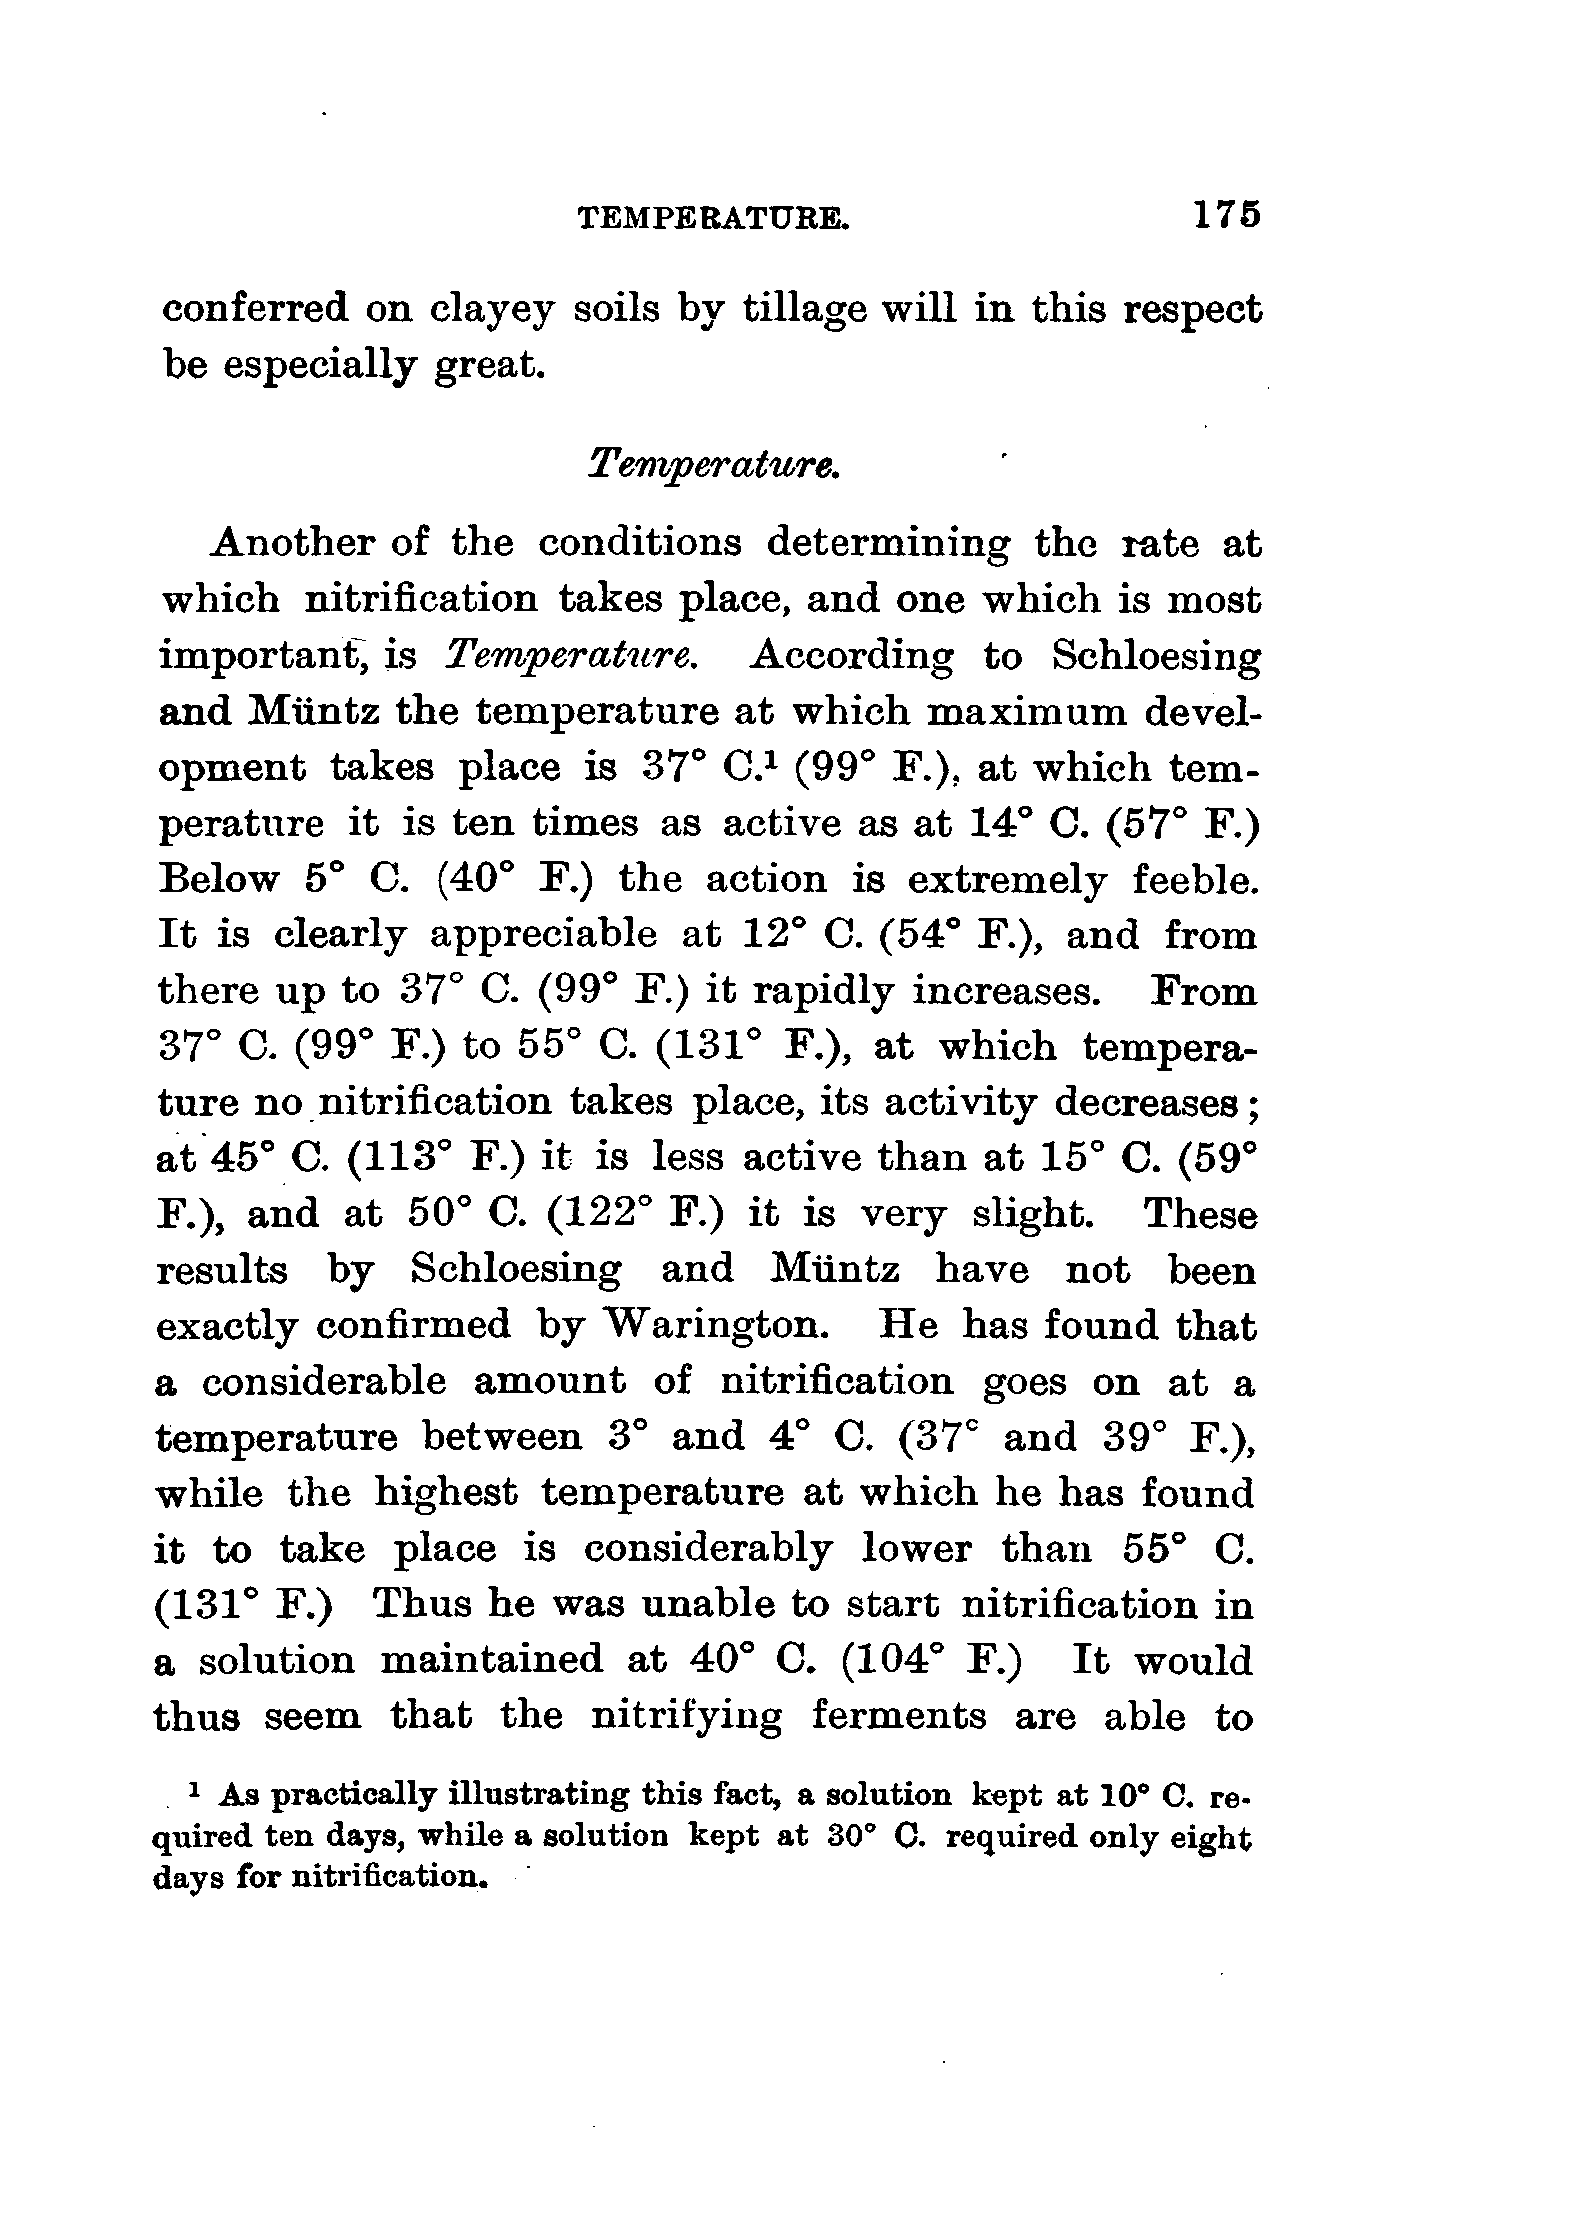 TEMPERATURE. 175
conferred on clayey soils by tillage will in this respect
be especially great.
Temperature.
Another of the conditions determining the rate at
which nitrification takes place, and one which is most
important, is Temperature. According to Schloesing
and Müntz the temperature at which maximum devel-
opment takes place is 37° C.¹ (99° F.), at which tem-
perature it is ten times as active as at 14° C. (57° F.)
Below 5° C. (40° F.) the action is extremely feeble.
It is clearly appreciable at 12° C. (54° F.), and from
there up to 37° C. (99° F.) it rapidly increases. From
37° C. (99° F.) to 55° C. (131° F.), at which tempera-
ture no nitrification takes place, its activity decreases;
at 45° C. (113° F.) it is less active than at 15° C. (59°
F.), and at 50° C. (122° F.) it is very slight. These
results by Schloesing and Müntz have not been
exactly confirmed by Warington. He has found that
a considerable amount of nitrification goes on at a
temperature between 3° and 4° C. (37° and 39° F.),
while the highest temperature at which he has found
it to take place is considerably lower than 55° C.
(131° F.) Thus he was unable to start nitrification in
a solution maintained at 40° C. (104° F.) It would
thus seem that the nitrifying ferments are able to
¹ As practically illustrating this fact, a solution kept at 10° C. re-
quired ten days, while a solution kept at 30° C. required only eight
days for nitrification.